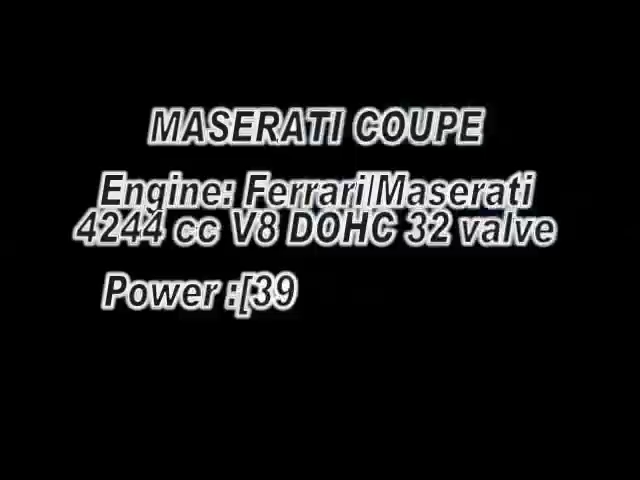 MASERATI COUPE
Engine: Ferrari|Maserati
4244 cc V8 DOHC 32 valve
Power :[39